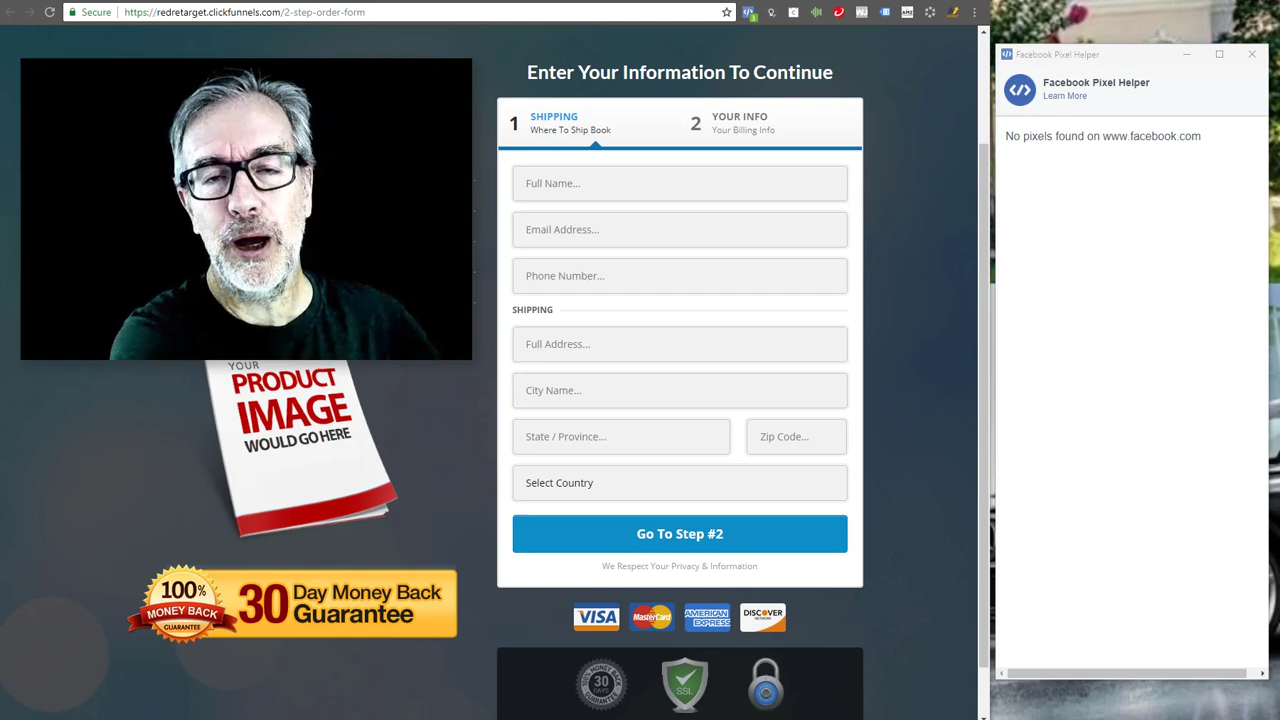 Secure
https://redretarget.clickfunnels.com/2-step-order-form
Facebook Pixel Helper
Facebook Pixel Helper
Learn More
No pixels found on www.facebook.com
Enter Your Information To Continue
1 SHIPPING
Where To Ship Book
2 YOUR INFO
Your Billing Info
Full Name...
Email Address...
Phone Number...
SHIPPING
Full Address...
City Name...
State / Province...
Zip Code...
Select Country
Go To Step #2
We Respect Your Privacy & Information
VISA
MasterCard
AMERICAN EXPRESS
DISCOVER
NETWORK
30
DAYS
SSL
YOUR
PRODUCT
IMAGE
WOULD GO HERE
100%
MONEY BACK
GUARANTEE
30 Day Money Back
Guarantee